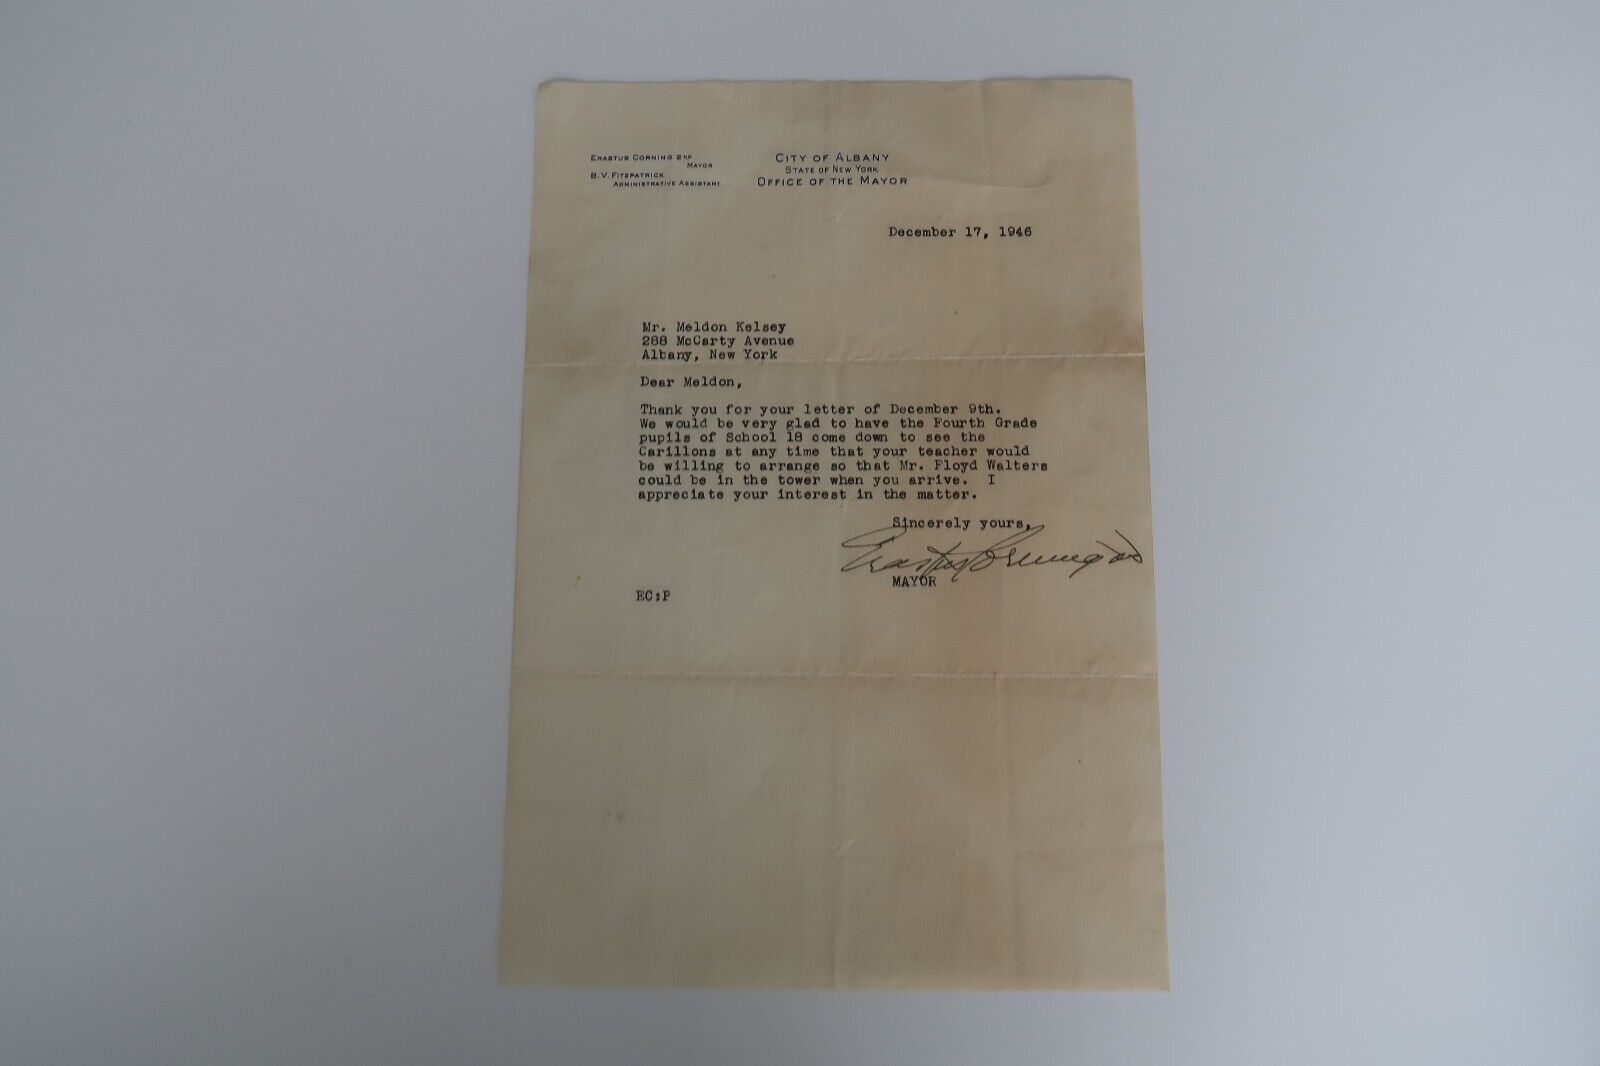 ERASTUS CORNING 2ND
MAYOR
B. V. FITZPATRICK
ADMINISTRATIVE ASSISTANT
CITY OF ALBANY
STATE OF NEW YORK
OFFICE OF THE MAYOR
December 17, 1946
Mr. Meldon Kelsey
288 McCarty Avenue
Albany, New York
Dear Meldon,
Thank you for your letter of December 9th.
We would be very glad to have the Fourth Grade
pupils of School 18 come down to see the
Carillons at any time that your teacher would
be willing to arrange so that Mr. Floyd Walters
could be in the tower when you arrive. I
appreciate your interest in the matter.
Sincerely yours,
Erastus Corning 2d
MAYOR
EC;P